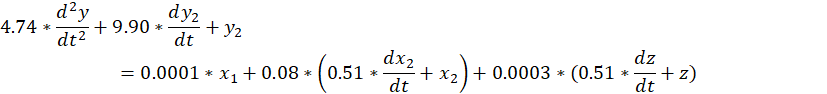 4.74 * d²y/dt² + 9.90 * dy₂/dt + y₂
= 0.0001 * x₁ + 0.08 * (0.51 * dx₂/dt + x₂) + 0.0003 * (0.51 * dz/dt + z)